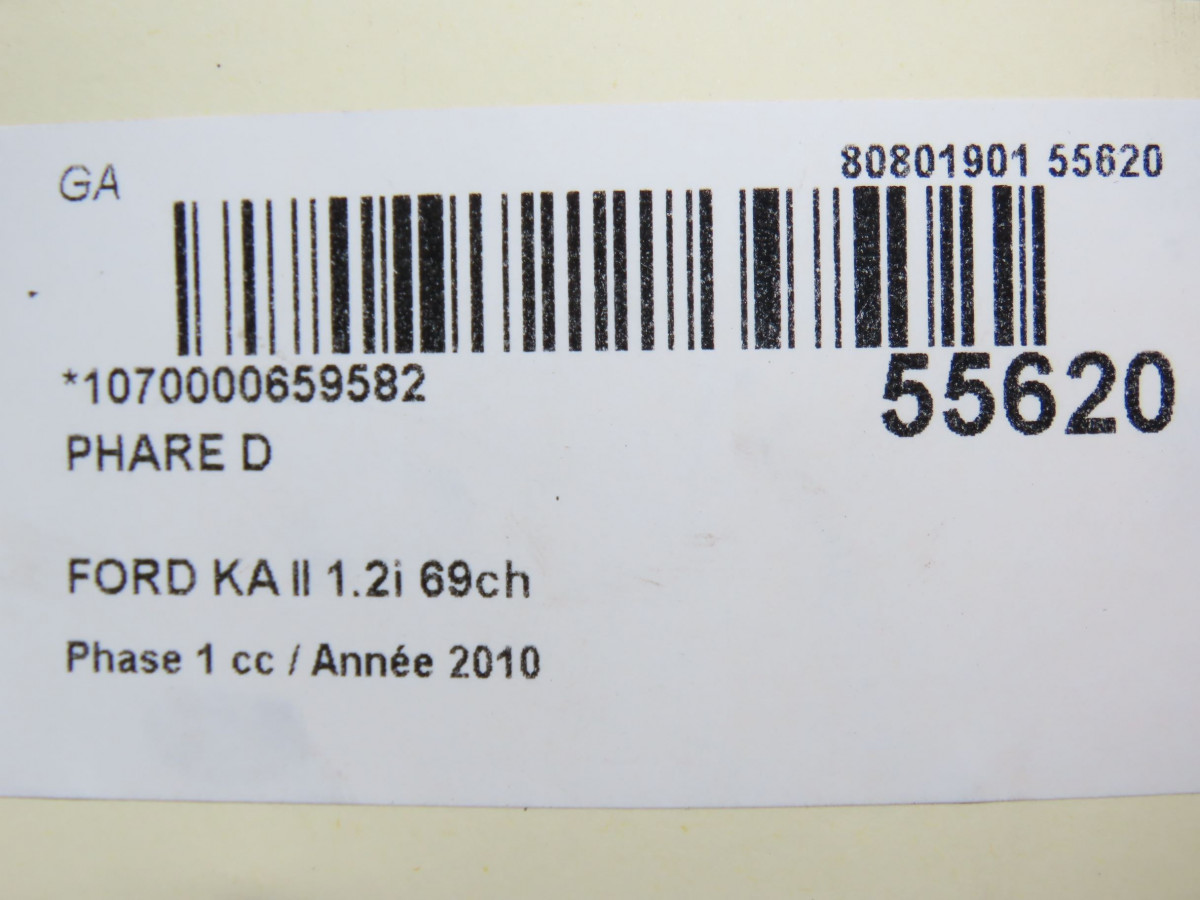 GA
80801901 55620
*1070000659582
55620
PHARE D
FORD KA II 1.2i 69ch
Phase 1 cc / Année 2010